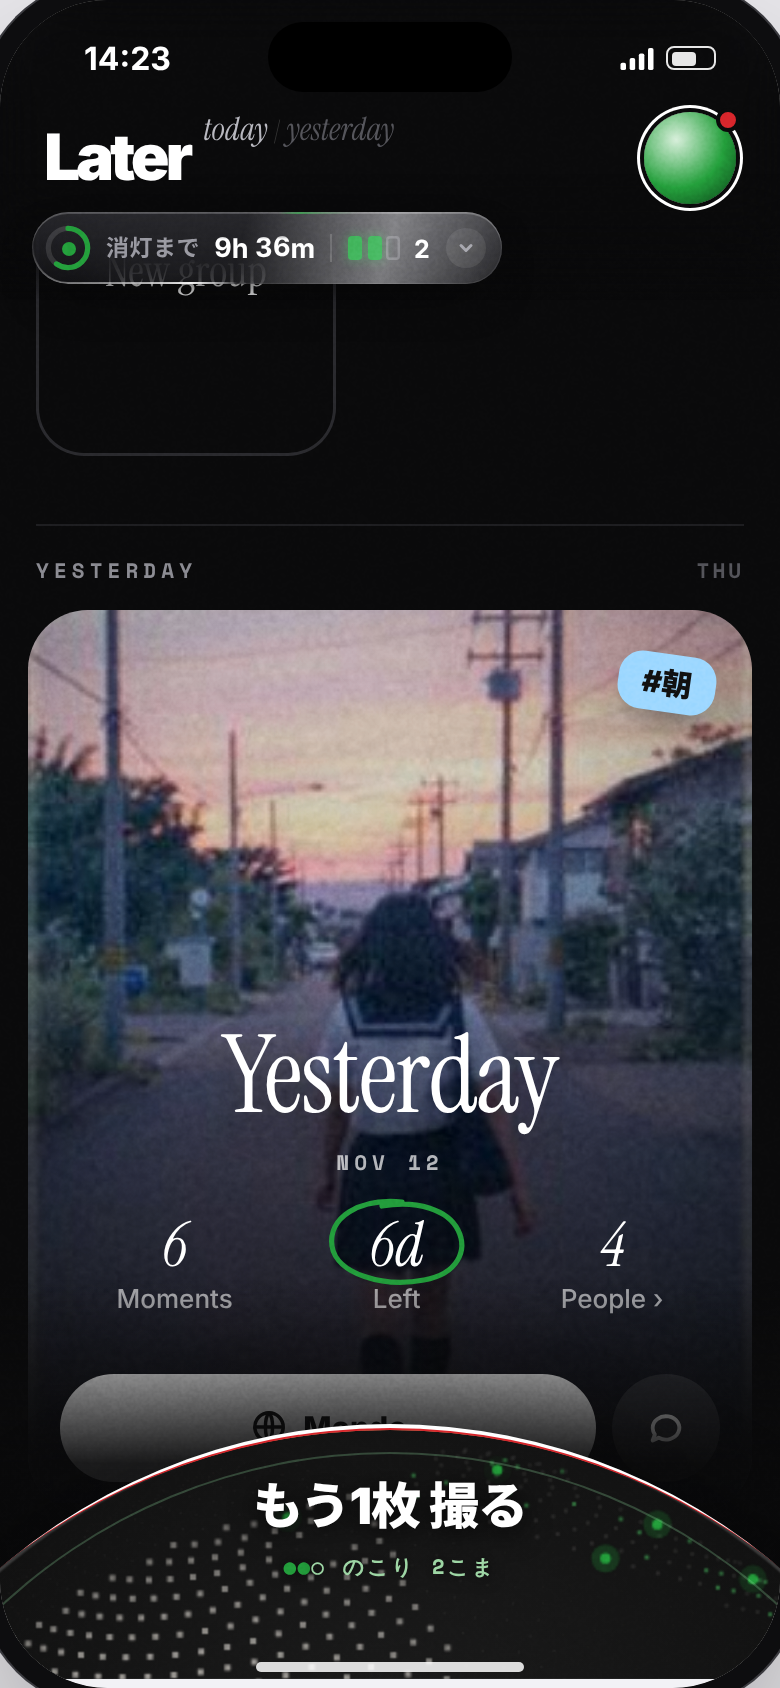 14:23
Later today / yesterday
消灯まで 9h 36m 2
New group
YESTERDAY THU
#朝
Yesterday
NOV 12
6 6d 4
Moments Left People ›
もう1枚 撮る
のこり 2こま